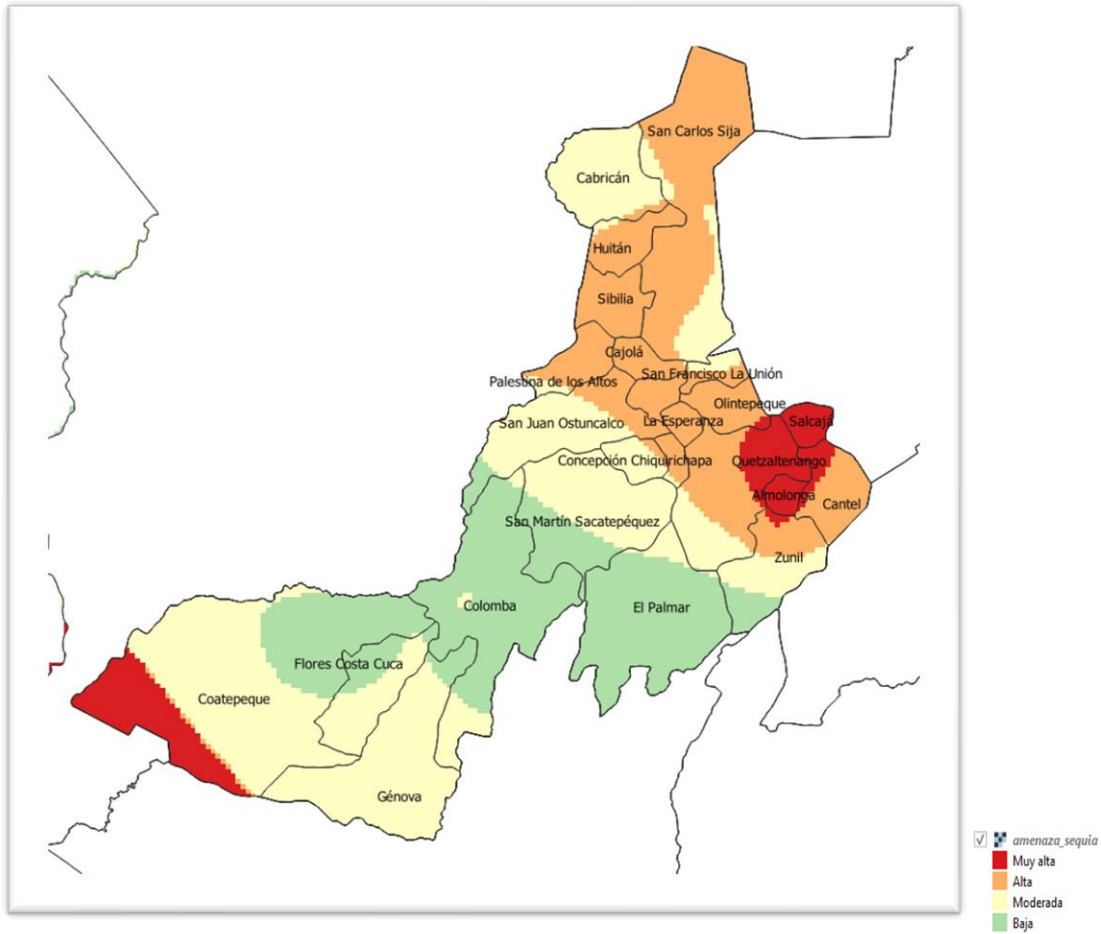 San Carlos Sija
Cabricán
Huitán
Sibilia
Cajolá
San Francisco La Unión
Palestina de los Altos
Olintepeque
San Juan Ostuncalco
La Esperanza
Salcajá
Concepción Chiquirichapa
Quetzaltenango
Almolonga
Cantel
San Martín Sacatepéquez
Zunil
Colomba
El Palmar
Flores Costa Cuca
Coatepeque
Génova
amenaza_sequia
Muy alta
Alta
Moderada
Baja